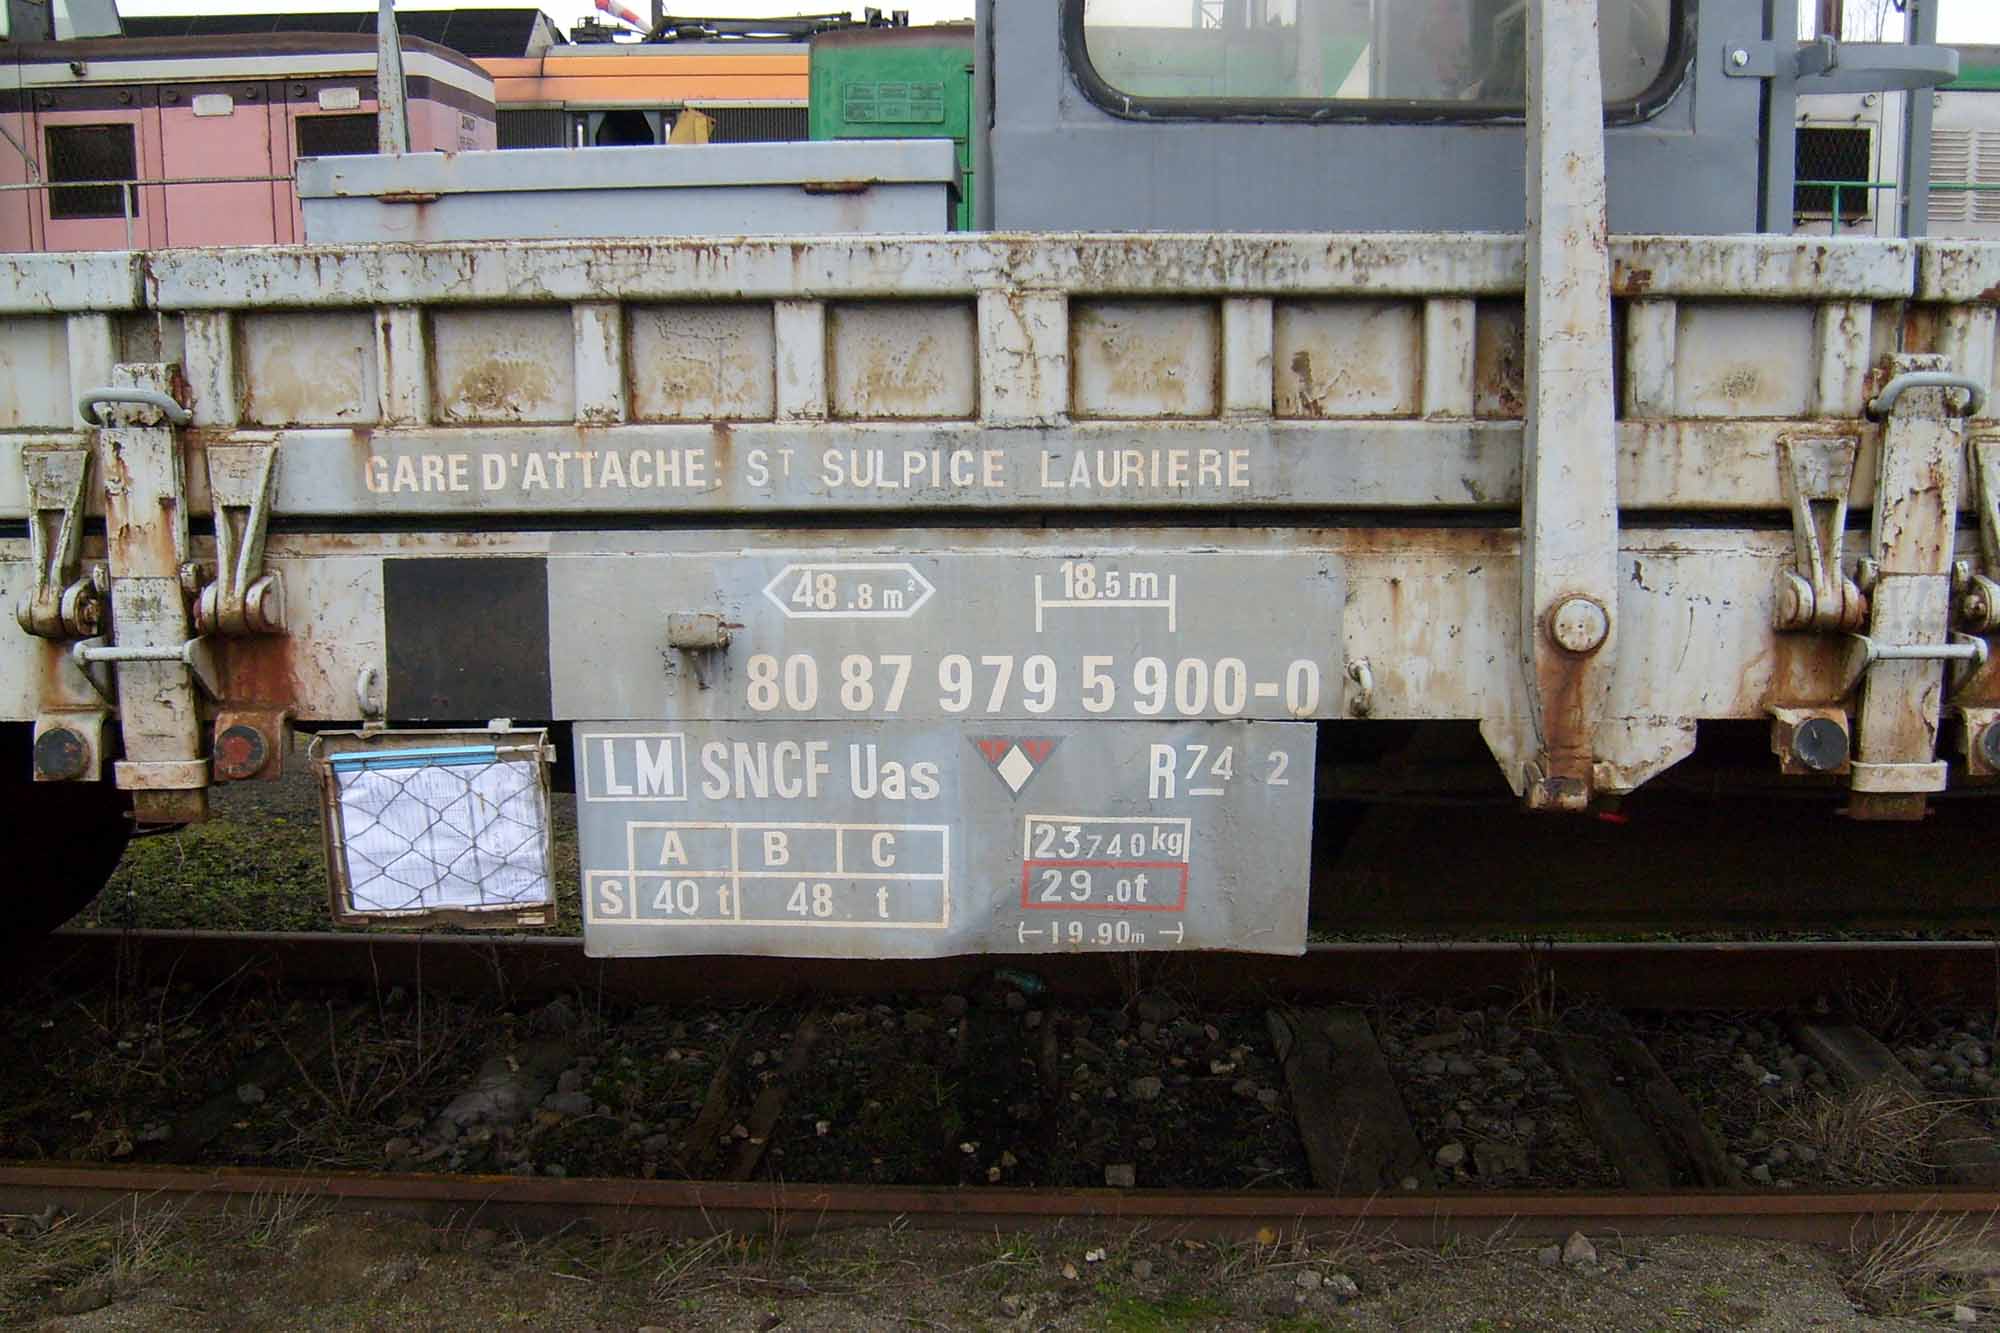 GARE D'ATTACHE: ST SULPICE LAURIERE
48.8 m² 18.5 m
80 87 979 5 900-0
LM SNCF Uas R74 2
A B C
S 40 t 48 t
23740 kg
29.0t
19.90m